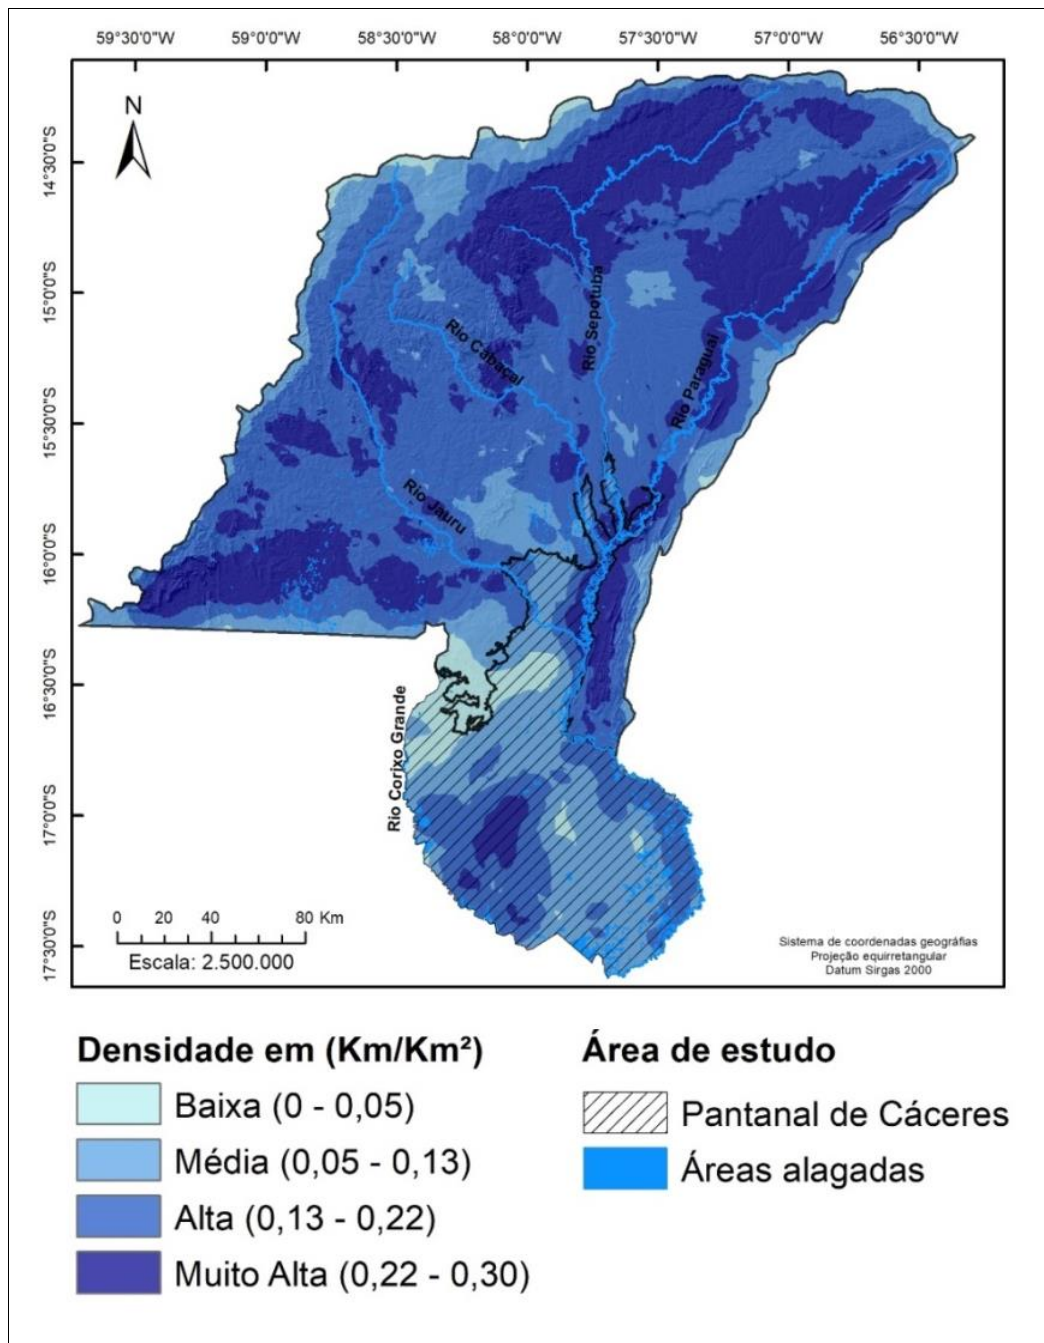 59°30'0"W 59°0'0"W 58°30'0"W 58°0'0"W 57°30'0"W 57°0'0"W 56°30'0"W
N
14°30'0"S
15°0'0"S
15°30'0"S
16°0'0"S
16°30'0"S
17°0'0"S
17°30'0"S
Rio Sepotuba
Rio Cabaçal
Rio Paraguai
Rio Jauru
Rio Corixo Grande
0 20 40 80 Km
Escala: 2.500.000
Sistema de coordenadas geográfias
Projeção equirretangular
Datum Sirgas 2000
Densidade em (Km/Km²)
Baixa (0 - 0,05)
Média (0,05 - 0,13)
Alta (0,13 - 0,22)
Muito Alta (0,22 - 0,30)
Área de estudo
Pantanal de Cáceres
Áreas alagadas